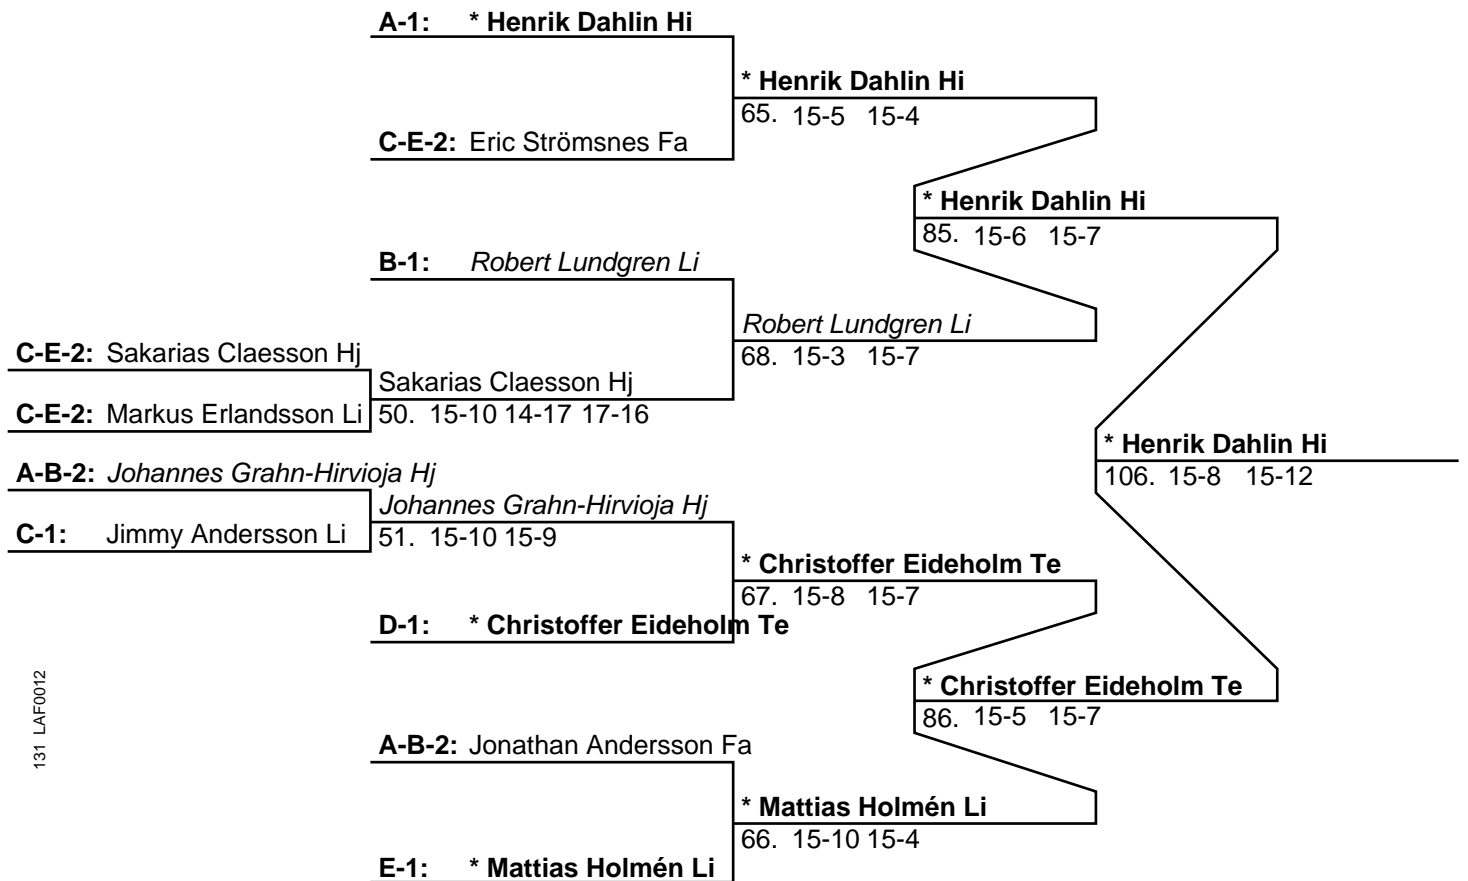 A-1: * Henrik Dahlin Hi
* Henrik Dahlin Hi
65. 15-5 15-4
C-E-2: Eric Strömsnes Fa
* Henrik Dahlin Hi
85. 15-6 15-7
B-1: Robert Lundgren Li
Robert Lundgren Li
68. 15-3 15-7
C-E-2: Sakarias Claesson Hj
Sakarias Claesson Hj
C-E-2: Markus Erlandsson Li
50. 15-10 14-17 17-16
* Henrik Dahlin Hi
106. 15-8 15-12
A-B-2: Johannes Grahn-Hirvioja Hj
Johannes Grahn-Hirvioja Hj
C-1: Jimmy Andersson Li
51. 15-10 15-9
* Christoffer Eideholm Te
67. 15-8 15-7
D-1: * Christoffer Eideholm Te
* Christoffer Eideholm Te
86. 15-5 15-7
A-B-2: Jonathan Andersson Fa
* Mattias Holmén Li
66. 15-10 15-4
E-1: * Mattias Holmén Li
131 LAF0012